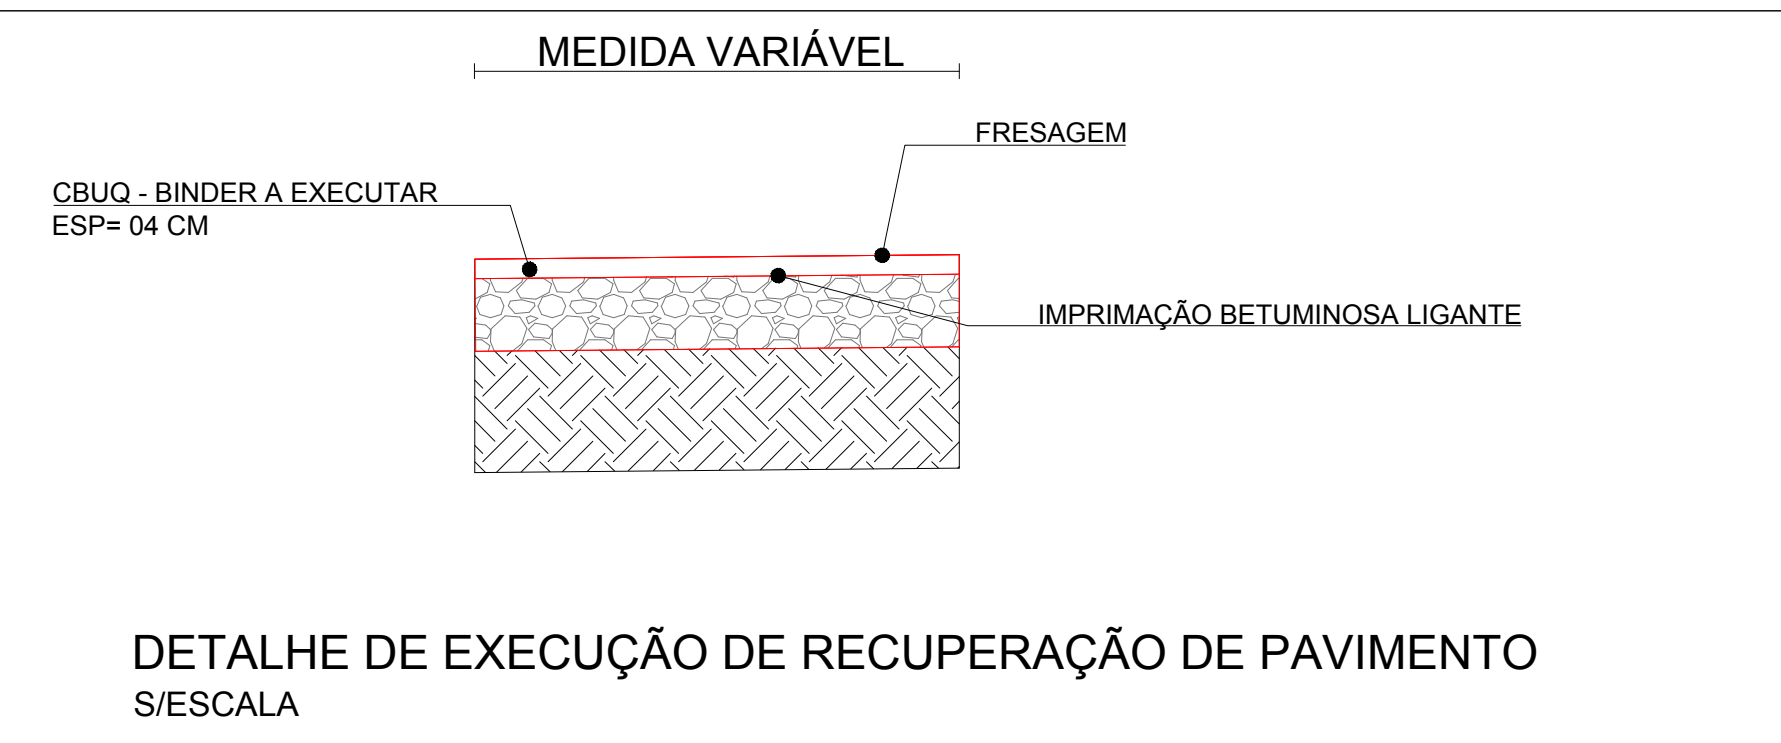 MEDIDA VARIÁVEL
FRESAGEM
CBUQ - BINDER A EXECUTAR
ESP= 04 CM
IMPRIMAÇÃO BETUMINOSA LIGANTE
DETALHE DE EXECUÇÃO DE RECUPERAÇÃO DE PAVIMENTO
S/ESCALA